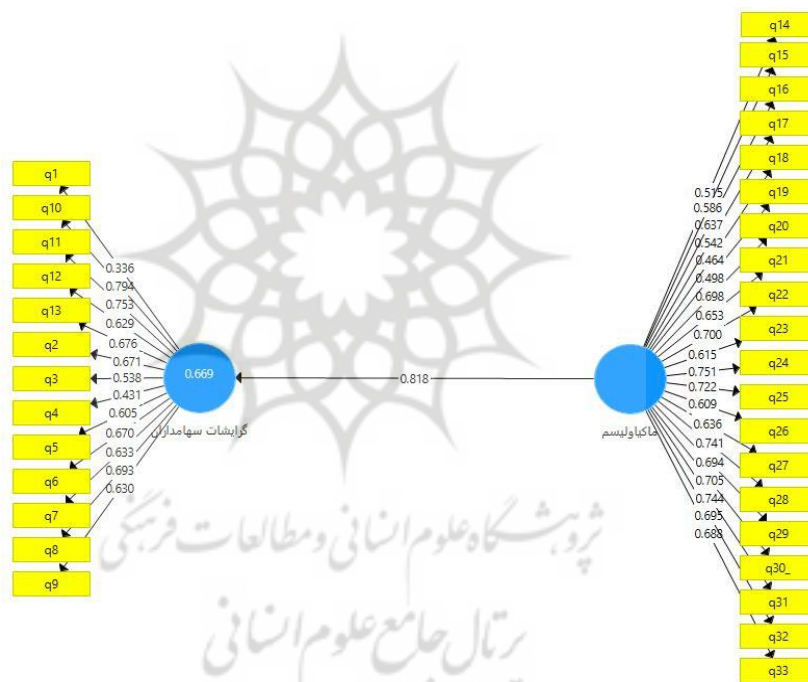 q14
q15
q16
q17
q18
q19
q20
q21
q22
q23
q24
q25
q26
q27
q28
q29
q30_
q31
q32
q33
0.515
0.586
0.637
0.542
0.464
0.498
0.698
0.653
0.700
0.615
0.751
0.722
0.609
0.636
0.741
0.694
0.705
0.744
0.695
0.688
ماکیاولیسم
0.818
0.669
گرایشات سهامداران
q1
q10
q11
q12
q13
q2
q3
q4
q5
q6
q7
q8
q9
0.336
0.794
0.753
0.629
0.676
0.671
0.538
0.431
0.605
0.670
0.633
0.693
0.630
پژوهشگاه علوم انسانی و مطالعات فرهنگی
پرتال جامع علوم انسانی